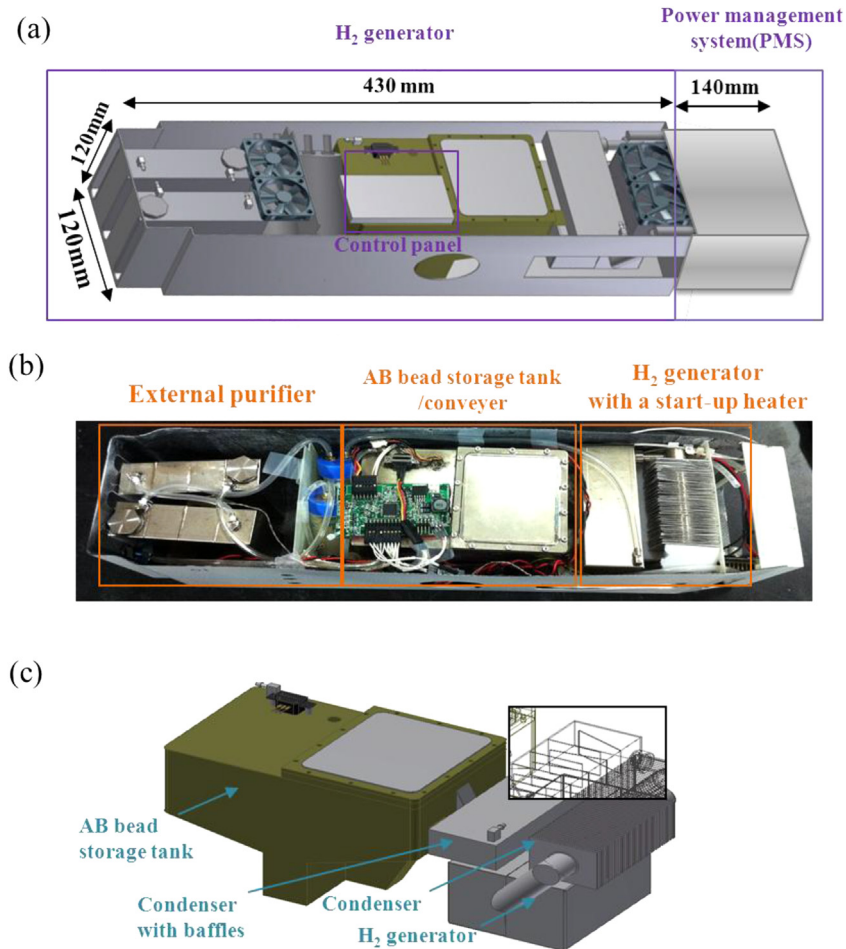 (a)
H₂ generator
Power management
system(PMS)
430 mm
140mm
120mm
120mm
Control panel
(b)
External purifier
AB bead storage tank
/conveyer
H₂ generator
with a start-up heater
(c)
AB bead
storage tank
Condenser
with baffles
Condenser
H₂ generator